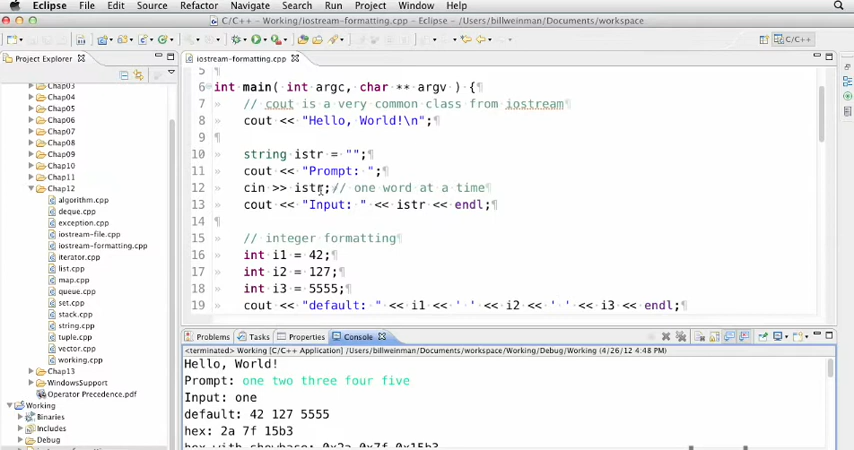 Eclipse File Edit Source Refactor Navigate Search Run Project Window Help
C/C++ - Working/iostream-formatting.cpp - Eclipse - /Users/billweinman/Documents/workspace
C/C++
Project Explorer
Chap03
Chap04
Chap05
Chap06
Chap07
Chap08
Chap09
Chap10
Chap11
Chap12
algorithm.cpp
deque.cpp
exception.cpp
iostream-file.cpp
iostream-formatting.cpp
iterator.cpp
list.cpp
map.cpp
queue.cpp
set.cpp
stack.cpp
string.cpp
tuple.cpp
vector.cpp
working.cpp
Chap13
WindowsSupport
Operator Precedence.pdf
Working
Binaries
Includes
Debug
iostream-formatting.cpp
5
6 int main( int argc, char ** argv ) {
7 // cout is a very common class from iostream
8 cout << "Hello, World!\n";
9
10 string istr = "";
11 cout << "Prompt: ";
12 cin >> istr; // one word at a time
13 cout << "Input: " << istr << endl;
14
15 // integer formatting
16 int i1 = 42;
17 int i2 = 127;
18 int i3 = 5555;
19 cout << "default: " << i1 << ' ' << i2 << ' ' << i3 << endl;
Problems Tasks Properties Console
<terminated> Working [C/C++ Application] /Users/billweinman/Documents/workspace/Working/Debug/Working (4/26/12 4:48 PM)
Hello, World!
Prompt: one two three four five
Input: one
default: 42 127 5555
hex: 2a 7f 15b3
hex with showbase: 0x2a 0x7f 0x15b3